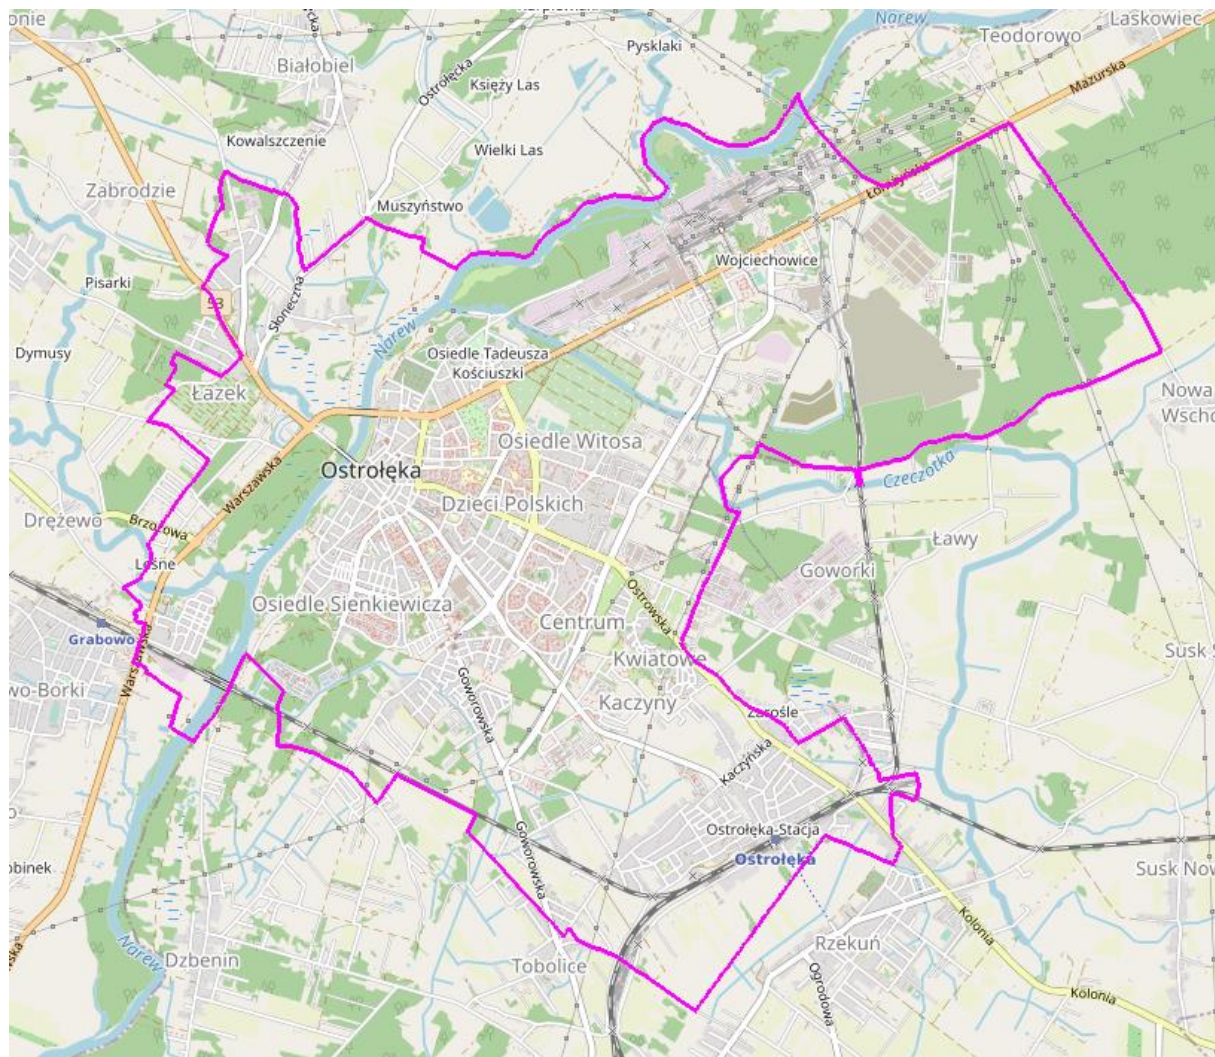 Narew
Laskowiec
Teodorowo
Pysklaki
Białobiel
Ostrołęcka
Księży Las
Mazurska
Kowalszczenie
Wielki Las
Zabrodzie
Łomżyńska
Muszyństwo
Wojciechowice
Pisarki
53
Słoneczna
Narew
Dymusy
Osiedle Tadeusza
Kościuszki
Łazek
Nowa
Osiedle Witosa
Ostrołęka
Warszawska
Czeczotka
Dzieci Polskich
Drężewo
Brzozowa
Ławy
Leśne
Goworki
Osiedle Sienkiewicza
Ostrowska
Centrum
Grabowo
Warszawska
Kwiatowe
Susk S
wo-Borki
Goworowska
Kaczyny
Zarośle
Kaczyńska
Goworowska
Ostrołęka-Stacja
Ostrołęka
obinek
Susk Now
Kolonia
Narew
Rzekuń
Dzbenin
Tobolice
Ogrodowa
Kolonia